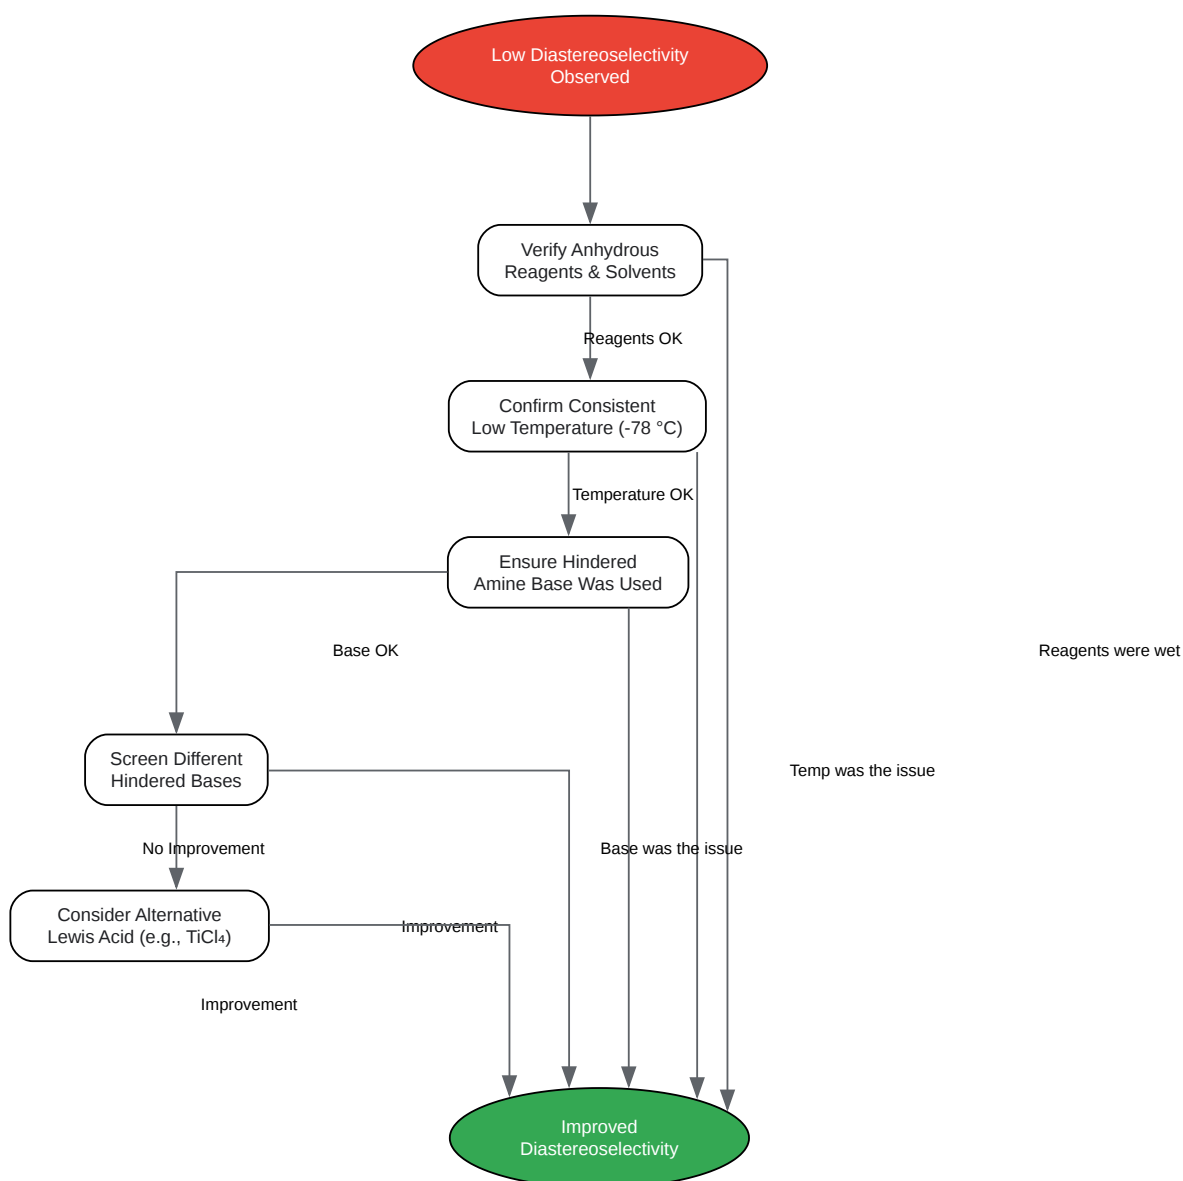 Low Diastereoselectivity
Observed
Verify Anhydrous
Reagents & Solvents
Reagents OK
Confirm Consistent
Low Temperature (-78 °C)
Temperature OK
Ensure Hindered
Amine Base Was Used
Base OK
Reagents were wet
Screen Different
Hindered Bases
Temp was the issue
No Improvement
Base was the issue
Consider Alternative
Lewis Acid (e.g., TiCl₄)
Improvement
Improvement
Improved
Diastereoselectivity